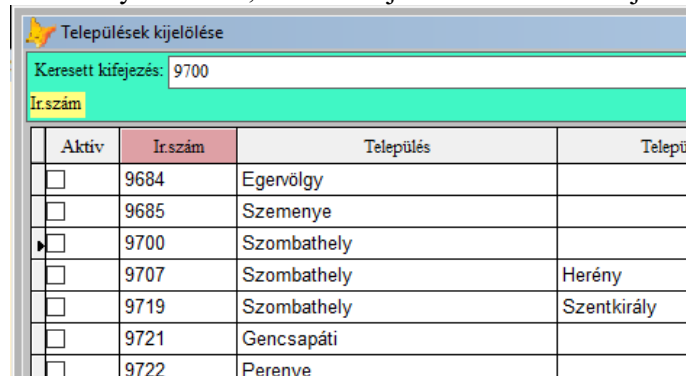 Települések kijelölése
Keresett kifejezés: 9700
Ir.szám
Aktív Ir.szám Település
9684 Egervölgy
9685 Szemenye
9700 Szombathely
9707 Szombathely Herény
9719 Szombathely Szentkirály
9721 Gencsapáti
9722 Perenye